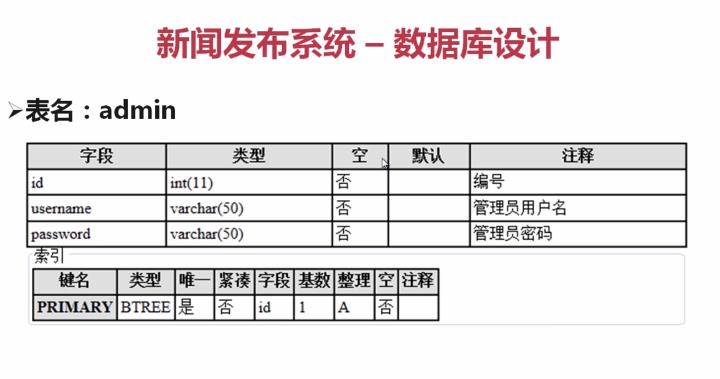 新闻发布系统 – 数据库设计
➢表名：admin
字段 类型 空 默认 注释
id int(11) 否 编号
username varchar(50) 否 管理员用户名
password varchar(50) 否 管理员密码
索引
键名 类型 唯一 紧凑 字段 基数 整理 空 注释
PRIMARY BTREE 是 否 id 1 A 否